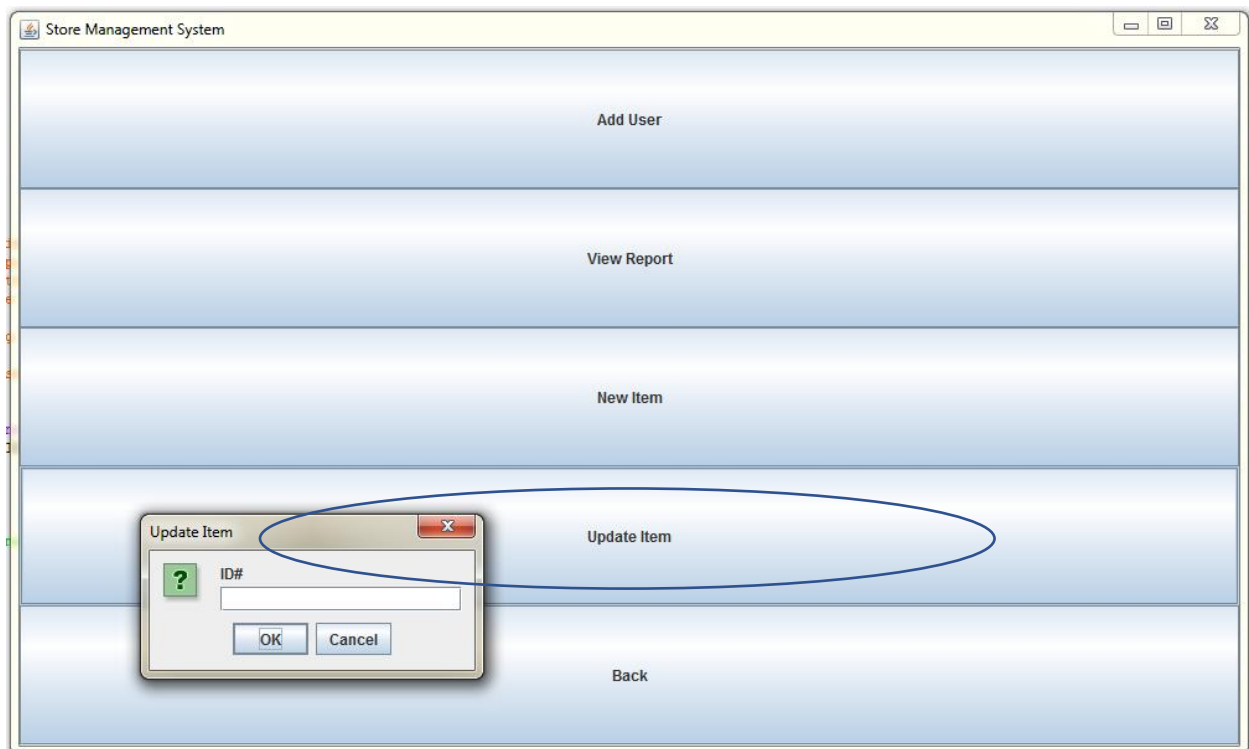 Store Management System
Add User
View Report
New Item
Update Item
Update Item
ID#
?
OK
Cancel
Back